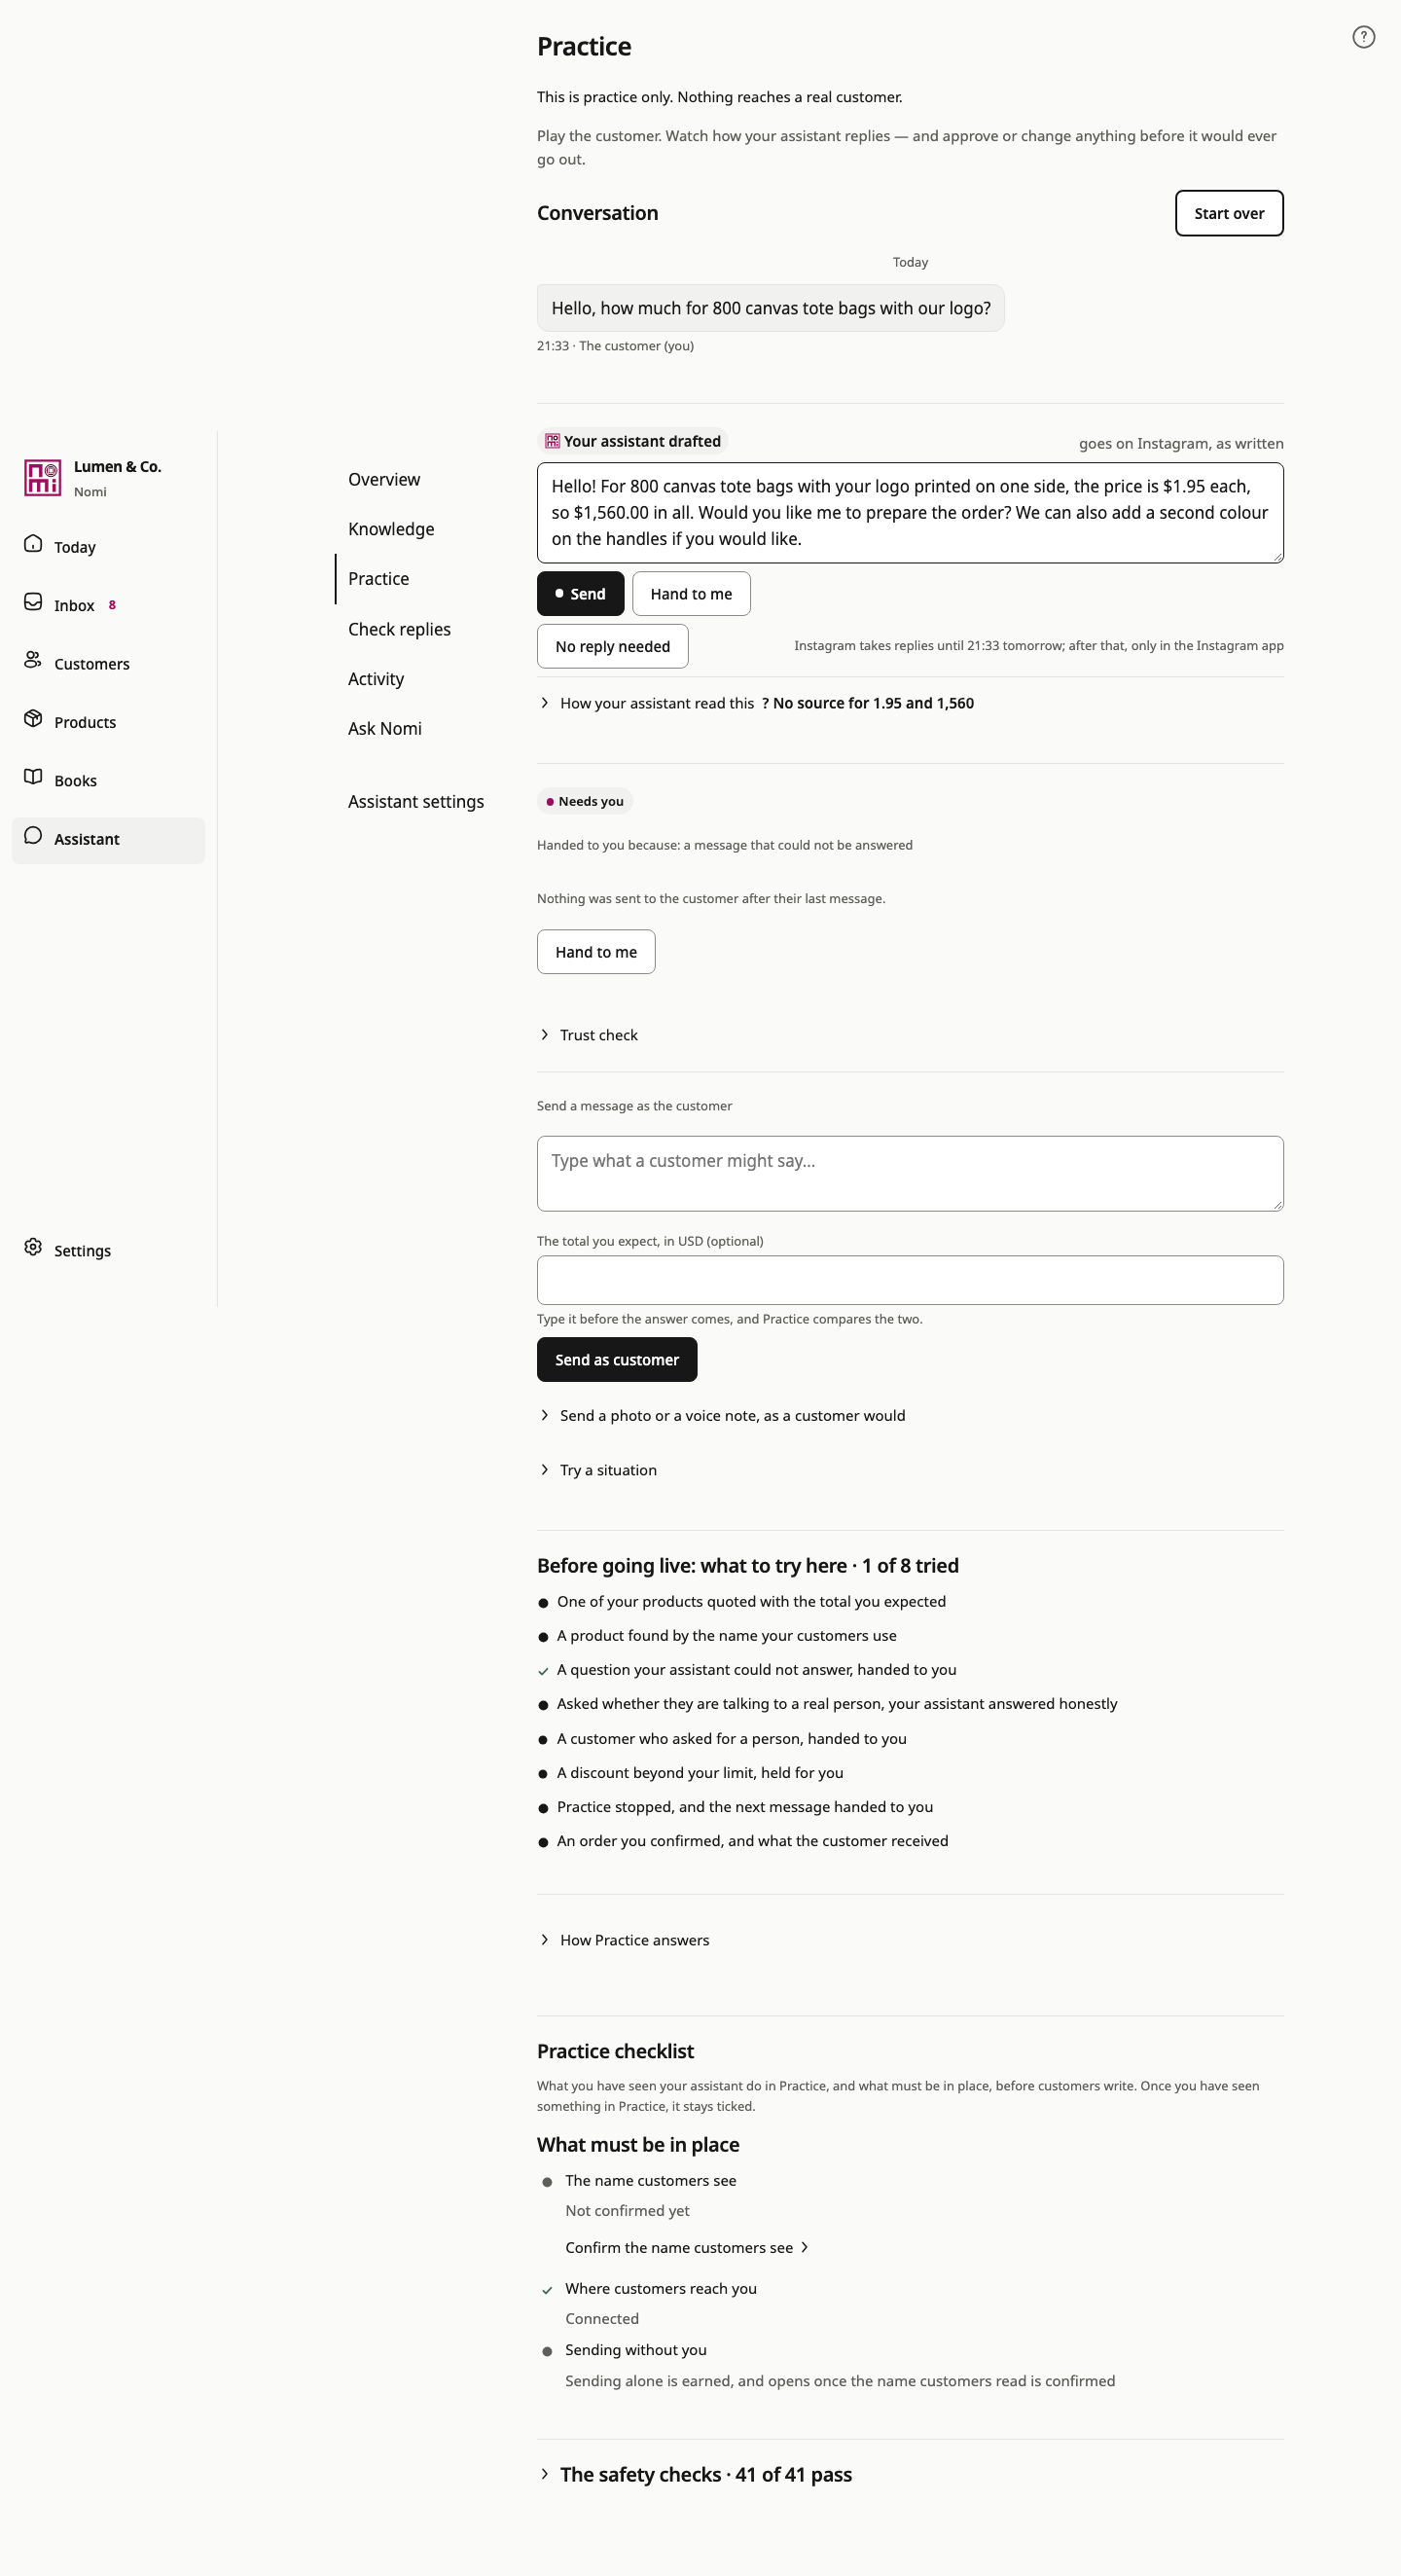 Practice
This is practice only. Nothing reaches a real customer.
Play the customer. Watch how your assistant replies — and approve or change anything before it would ever
go out.
Conversation
Start over
Today
Hello, how much for 800 canvas tote bags with our logo?
21:33 · The customer (you)
nomi
Lumen & Co.
Nomi
Today
Inbox 8
Customers
Products
Books
Assistant
Settings
Overview
Knowledge
Practice
Check replies
Activity
Ask Nomi
Assistant settings
Your assistant drafted
goes on Instagram, as written
Hello! For 800 canvas tote bags with your logo printed on one side, the price is $1.95 each,
so $1,560.00 in all. Would you like me to prepare the order? We can also add a second colour
on the handles if you would like.
Send
Hand to me
No reply needed
Instagram takes replies until 21:33 tomorrow; after that, only in the Instagram app
How your assistant read this ? No source for 1.95 and 1,560
Needs you
Handed to you because: a message that could not be answered
Nothing was sent to the customer after their last message.
Hand to me
Trust check
Send a message as the customer
Type what a customer might say...
The total you expect, in USD (optional)
Type it before the answer comes, and Practice compares the two.
Send as customer
Send a photo or a voice note, as a customer would
Try a situation
Before going live: what to try here · 1 of 8 tried
One of your products quoted with the total you expected
A product found by the name your customers use
A question your assistant could not answer, handed to you
Asked whether they are talking to a real person, your assistant answered honestly
A customer who asked for a person, handed to you
A discount beyond your limit, held for you
Practice stopped, and the next message handed to you
An order you confirmed, and what the customer received
How Practice answers
Practice checklist
What you have seen your assistant do in Practice, and what must be in place, before customers write. Once you have seen
something in Practice, it stays ticked.
What must be in place
The name customers see
Not confirmed yet
Confirm the name customers see
Where customers reach you
Connected
Sending without you
Sending alone is earned, and opens once the name customers read is confirmed
The safety checks · 41 of 41 pass